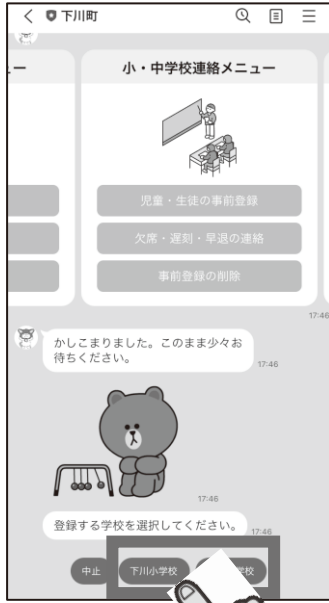 下川町
ー
小・中学校連絡メニュー
児童・生徒の事前登録
欠席・遅刻・早退の連絡
事前登録の削除
17:46
かしこまりました。このまま少々お
待ちください。
17:46
17:46
登録する学校を選択してください。
17:46
中止
下川小学校
学校